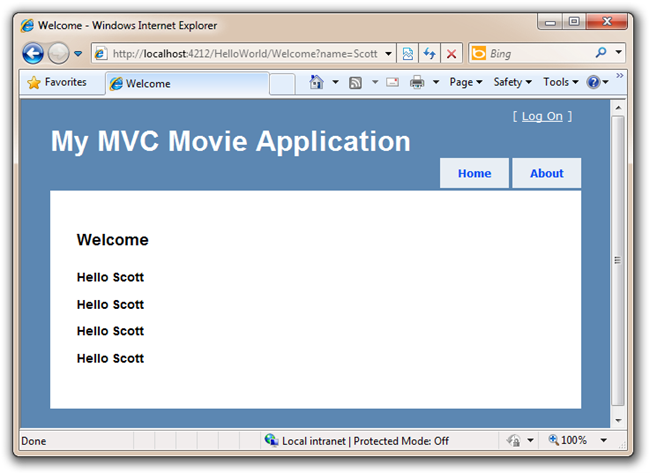 Welcome - Windows Internet Explorer
http://localhost:4212/HelloWorld/Welcome?name=Scott
Bing
Favorites
Welcome
Page
Safety
Tools
[ Log On ]
My MVC Movie Application
Home
About
Welcome
Hello Scott
Hello Scott
Hello Scott
Hello Scott
Done
Local intranet | Protected Mode: Off
100%